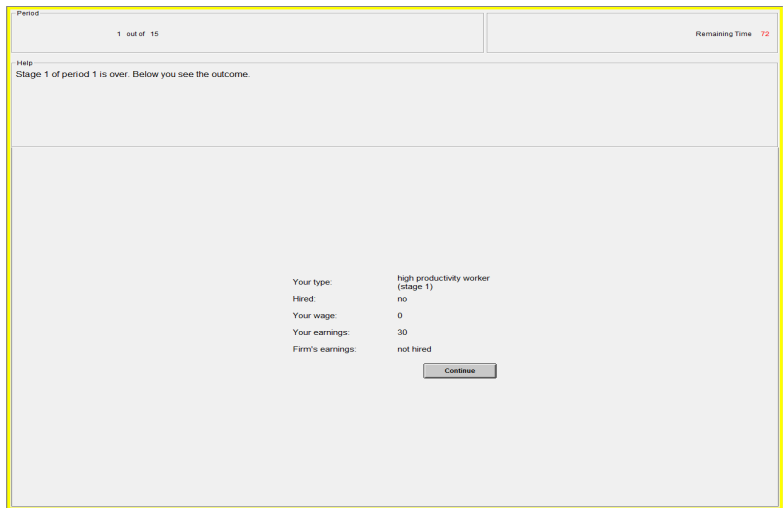 Period
1 out of 15
Remaining Time 72
Help
Stage 1 of period 1 is over. Below you see the outcome.
Your type: high productivity worker
(stage 1)
Hired: no
Your wage: 0
Your earnings: 30
Firm's earnings: not hired
Continue